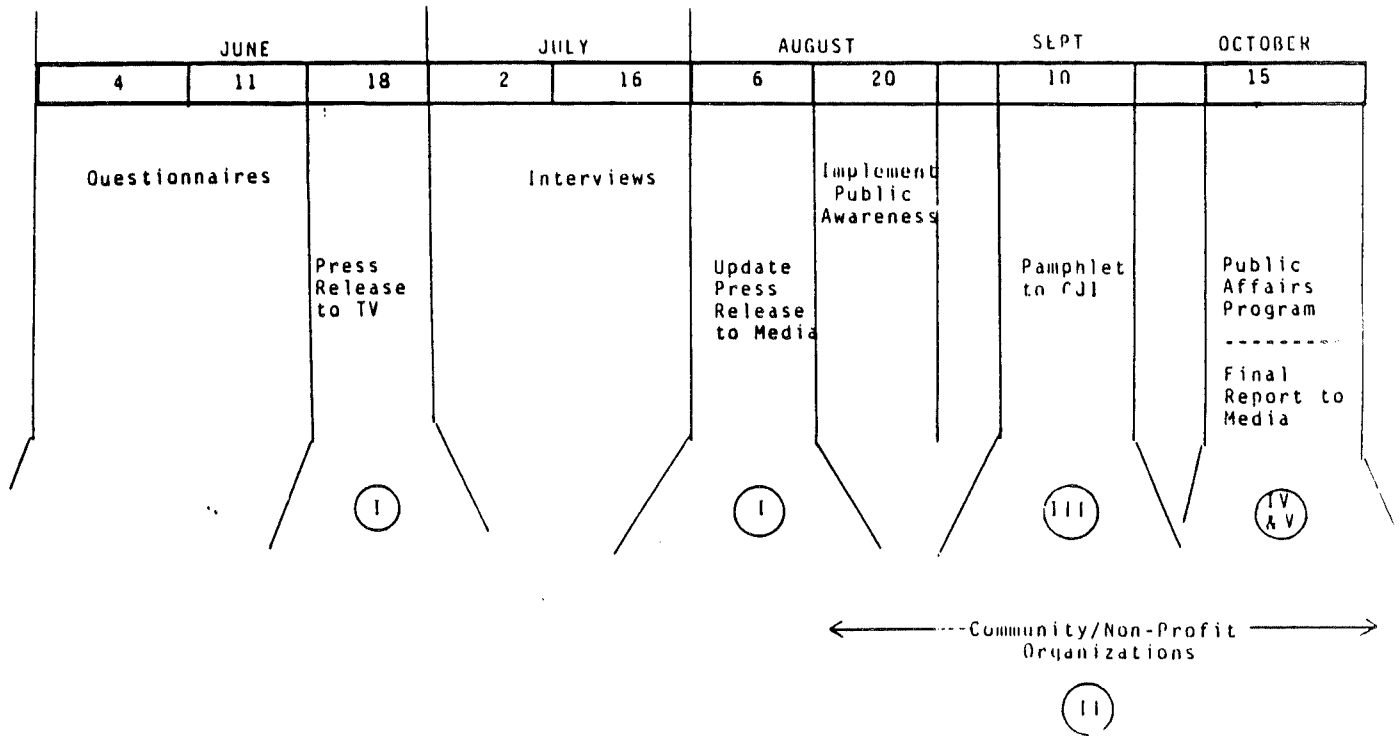 JUNE JULY AUGUST SEPT OCTOBER
4 11 18 2 16 6 20 10 15
Questionnaires
Press
Release
to TV
Interviews
Update
Press
Release
to Media
Implement
Public
Awareness
Pamphlet
to CJI
Public
Affairs
Program
---------
Final
Report to
Media
I
I
III
IV
& V
Community/Non-Profit
Organizations
II